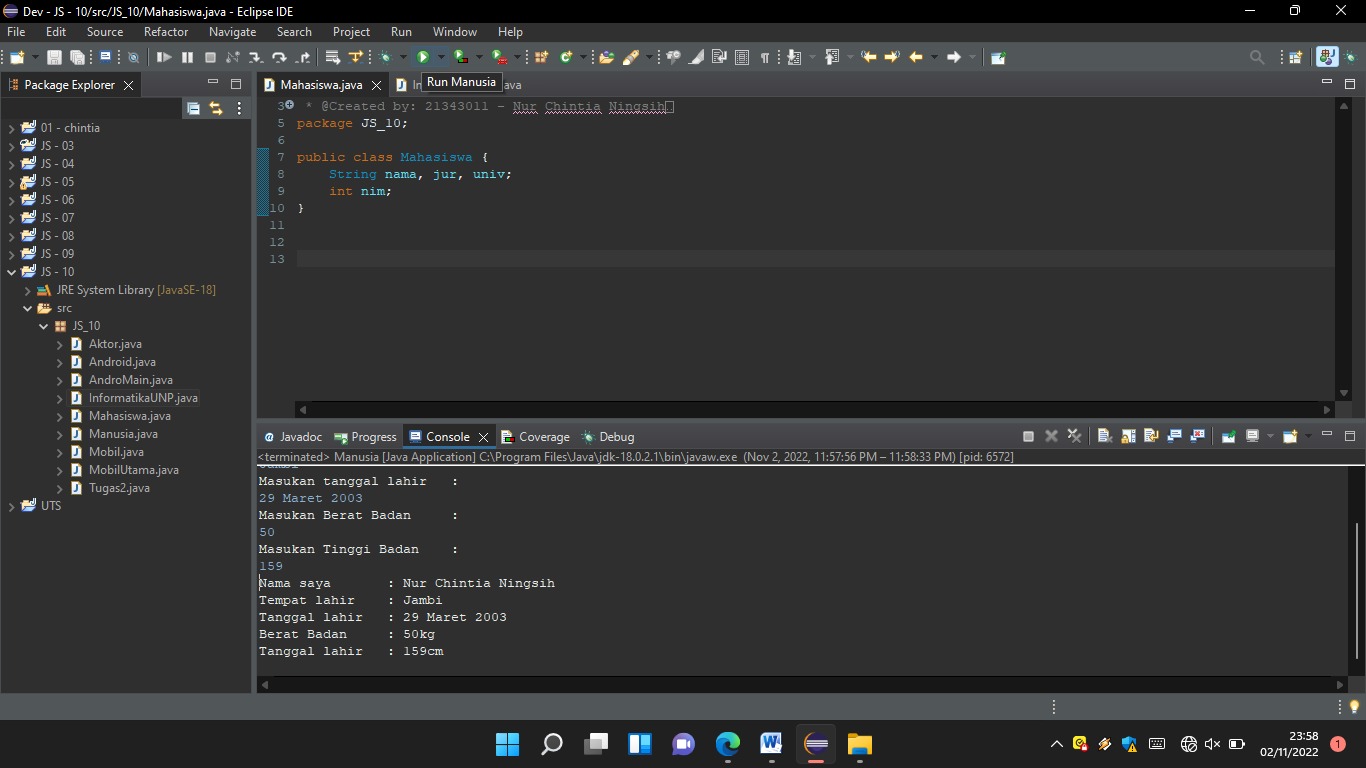 Dev - JS - 10/src/JS_10/Mahasiswa.java - Eclipse IDE
File Edit Source Refactor Navigate Search Project Run Window Help
Package Explorer
Mahasiswa.java
Run Manusia
01 - chintia
JS - 03
JS - 04
JS - 05
JS - 06
JS - 07
JS - 08
JS - 09
JS - 10
JRE System Library [JavaSE-18]
src
JS_10
Aktor.java
Android.java
AndroMain.java
InformatikaUNP.java
Mahasiswa.java
Manusia.java
Mobil.java
MobilUtama.java
Tugas2.java
UTS
3 * @Created by: 21343011 - Nur Chintia Ningsih
5 package JS_10;
6
7 public class Mahasiswa {
8 String nama, jur, univ;
9 int nim;
10 }
11
12
13
Javadoc Progress Console Coverage Debug
<terminated> Manusia [Java Application] C:\Program Files\Java\jdk-18.0.2.1\bin\javaw.exe (Nov 2, 2022, 11:57:56 PM – 11:58:33 PM) [pid: 6572]
Masukan tanggal lahir :
29 Maret 2003
Masukan Berat Badan :
50
Masukan Tinggi Badan :
159
Nama saya : Nur Chintia Ningsih
Tempat lahir : Jambi
Tanggal lahir : 29 Maret 2003
Berat Badan : 50kg
Tanggal lahir : 159cm
23:58
02/11/2022
1